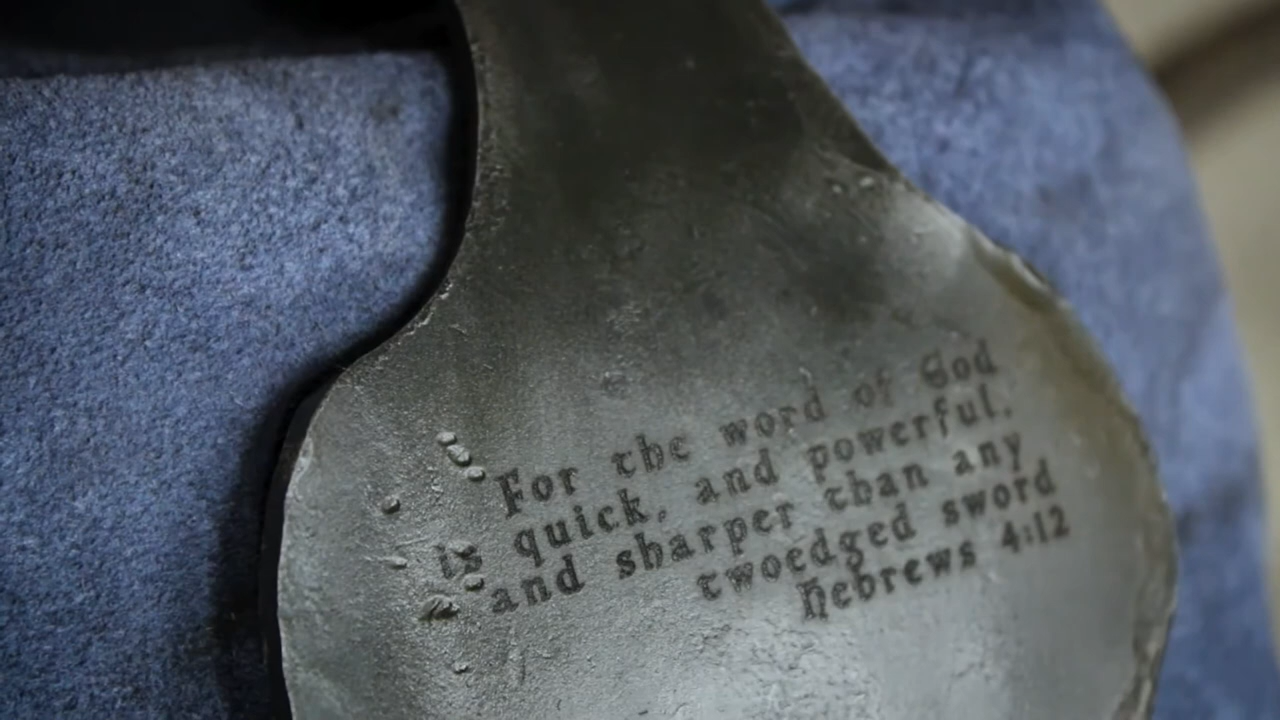 For the word of God
is quick, and powerful,
and sharper than any
twoedged sword
Hebrews 4:12